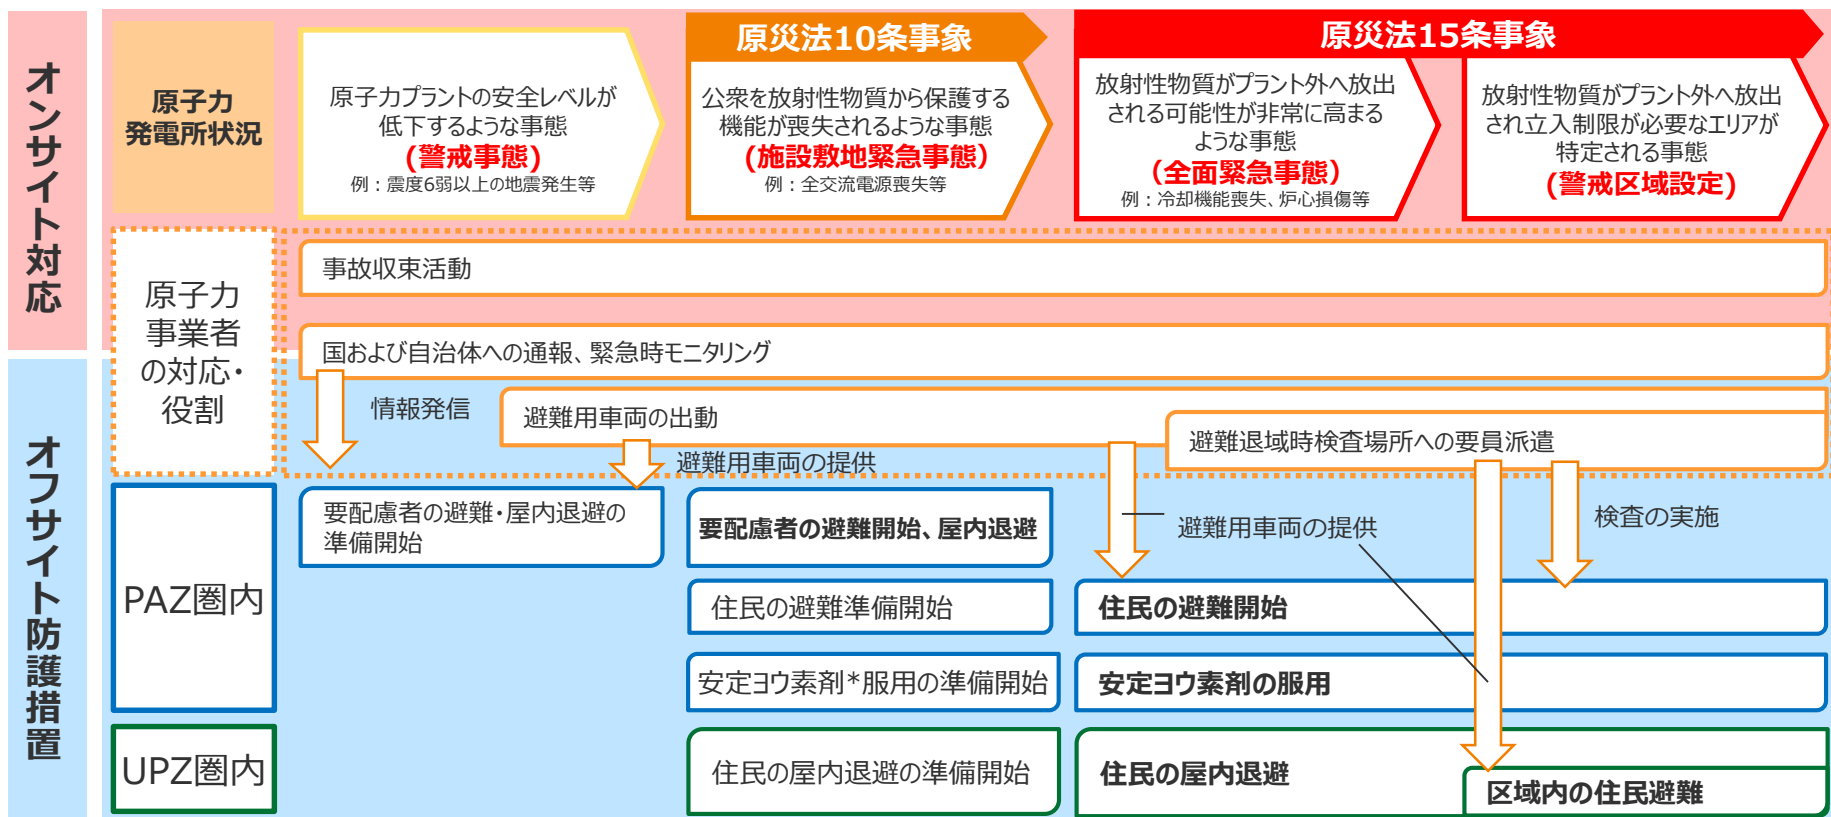 オンサイト対応
原子力
発電所状況
原子力プラントの安全レベルが
低下するような事態
(警戒事態)
例：震度6弱以上の地震発生等
原災法10条事象
公衆を放射性物質から保護する
機能が喪失されるような事態
(施設敷地緊急事態)
例：全交流電源喪失等
原災法15条事象
放射性物質がプラント外へ放出
される可能性が非常に高まる
ような事態
(全面緊急事態)
例：冷却機能喪失、炉心損傷等
放射性物質がプラント外へ放出
され立入制限が必要なエリアが
特定される事態
(警戒区域設定)
原子力
事業者
の対応・
役割
事故収束活動
国および自治体への通報、緊急時モニタリング
情報発信
避難用車両の出動
避難退域時検査場所への要員派遣
避難用車両の提供
オフサイト防護措置
PAZ圏内
要配慮者の避難・屋内退避の
準備開始
要配慮者の避難開始、屋内退避
避難用車両の提供
検査の実施
住民の避難準備開始
住民の避難開始
安定ヨウ素剤*服用の準備開始
安定ヨウ素剤の服用
UPZ圏内
住民の屋内退避の準備開始
住民の屋内退避
区域内の住民避難